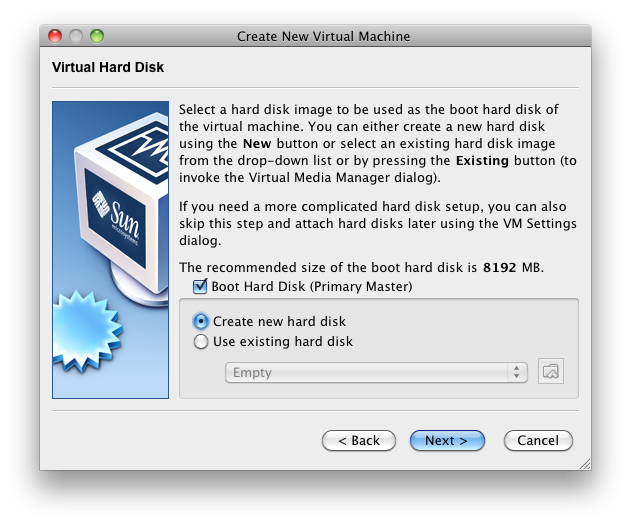 Create New Virtual Machine
Virtual Hard Disk
Select a hard disk image to be used as the boot hard disk of
the virtual machine. You can either create a new hard disk
using the New button or select an existing hard disk image
from the drop-down list or by pressing the Existing button (to
invoke the Virtual Media Manager dialog).
If you need a more complicated hard disk setup, you can also
skip this step and attach hard disks later using the VM Settings
dialog.
The recommended size of the boot hard disk is 8192 MB.
Boot Hard Disk (Primary Master)
Create new hard disk
Use existing hard disk
Empty
Sun
microsystems
< Back
Next >
Cancel